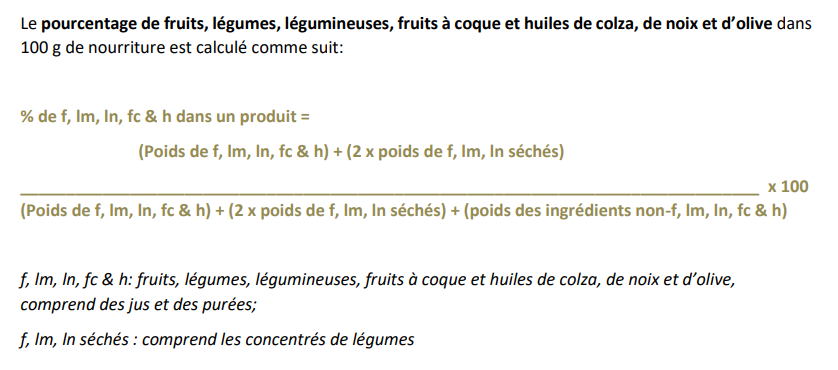 Le pourcentage de fruits, légumes, légumineuses, fruits à coque et huiles de colza, de noix et d’olive dans
100 g de nourriture est calculé comme suit:
% de f, lm, ln, fc & h dans un produit =
(Poids de f, lm, ln, fc & h) + (2 x poids de f, lm, ln séchés)
x 100
(Poids de f, lm, ln, fc & h) + (2 x poids de f, lm, ln séchés) + (poids des ingrédients non-f, lm, ln, fc & h)
f, lm, ln, fc & h: fruits, légumes, légumineuses, fruits à coque et huiles de colza, de noix et d’olive,
comprend des jus et des purées;
f, lm, ln séchés : comprend les concentrés de légumes